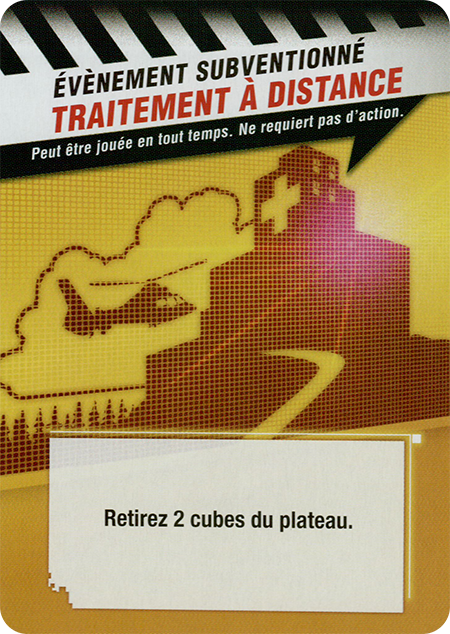 ÉVÈNEMENT SUBVENTIONNÉ
TRAITEMENT À DISTANCE
Peut être jouée en tout temps. Ne requiert pas d'action.
Retirez 2 cubes du plateau.